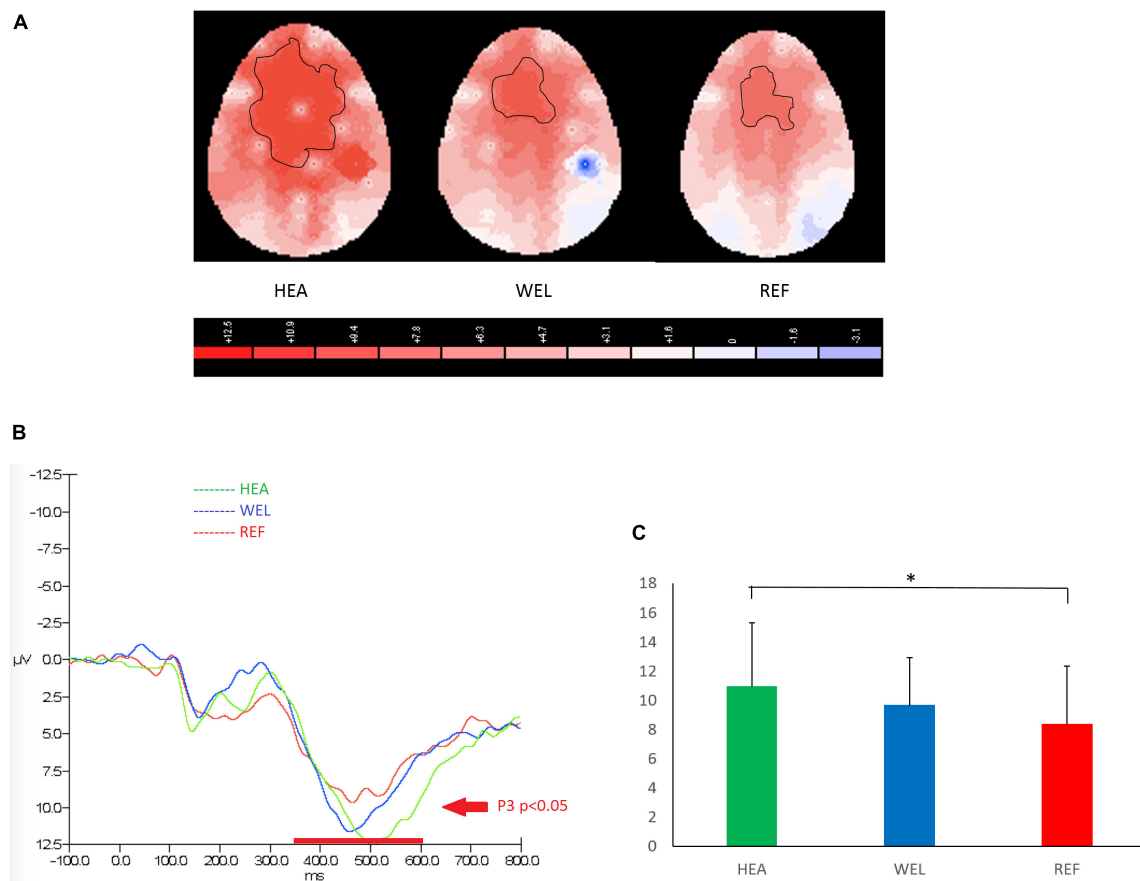 A
HEA WEL REF
+12.5 +10.9 +9.4 +7.8 +6.3 +4.7 +3.1 +1.6 0 -1.6 -3.1
B
-12.5
-10.0
-7.5
-5.0
-2.5
µV 0.0
2.5
5.0
7.5
10.0
12.5
-100.0 0.0 100.0 200.0 300.0 400.0 500.0 600.0 700.0 800.0
ms
HEA
WEL
REF
P3 p<0.05
C
18
16
14
12
10
8
6
4
2
0
*
HEA WEL REF